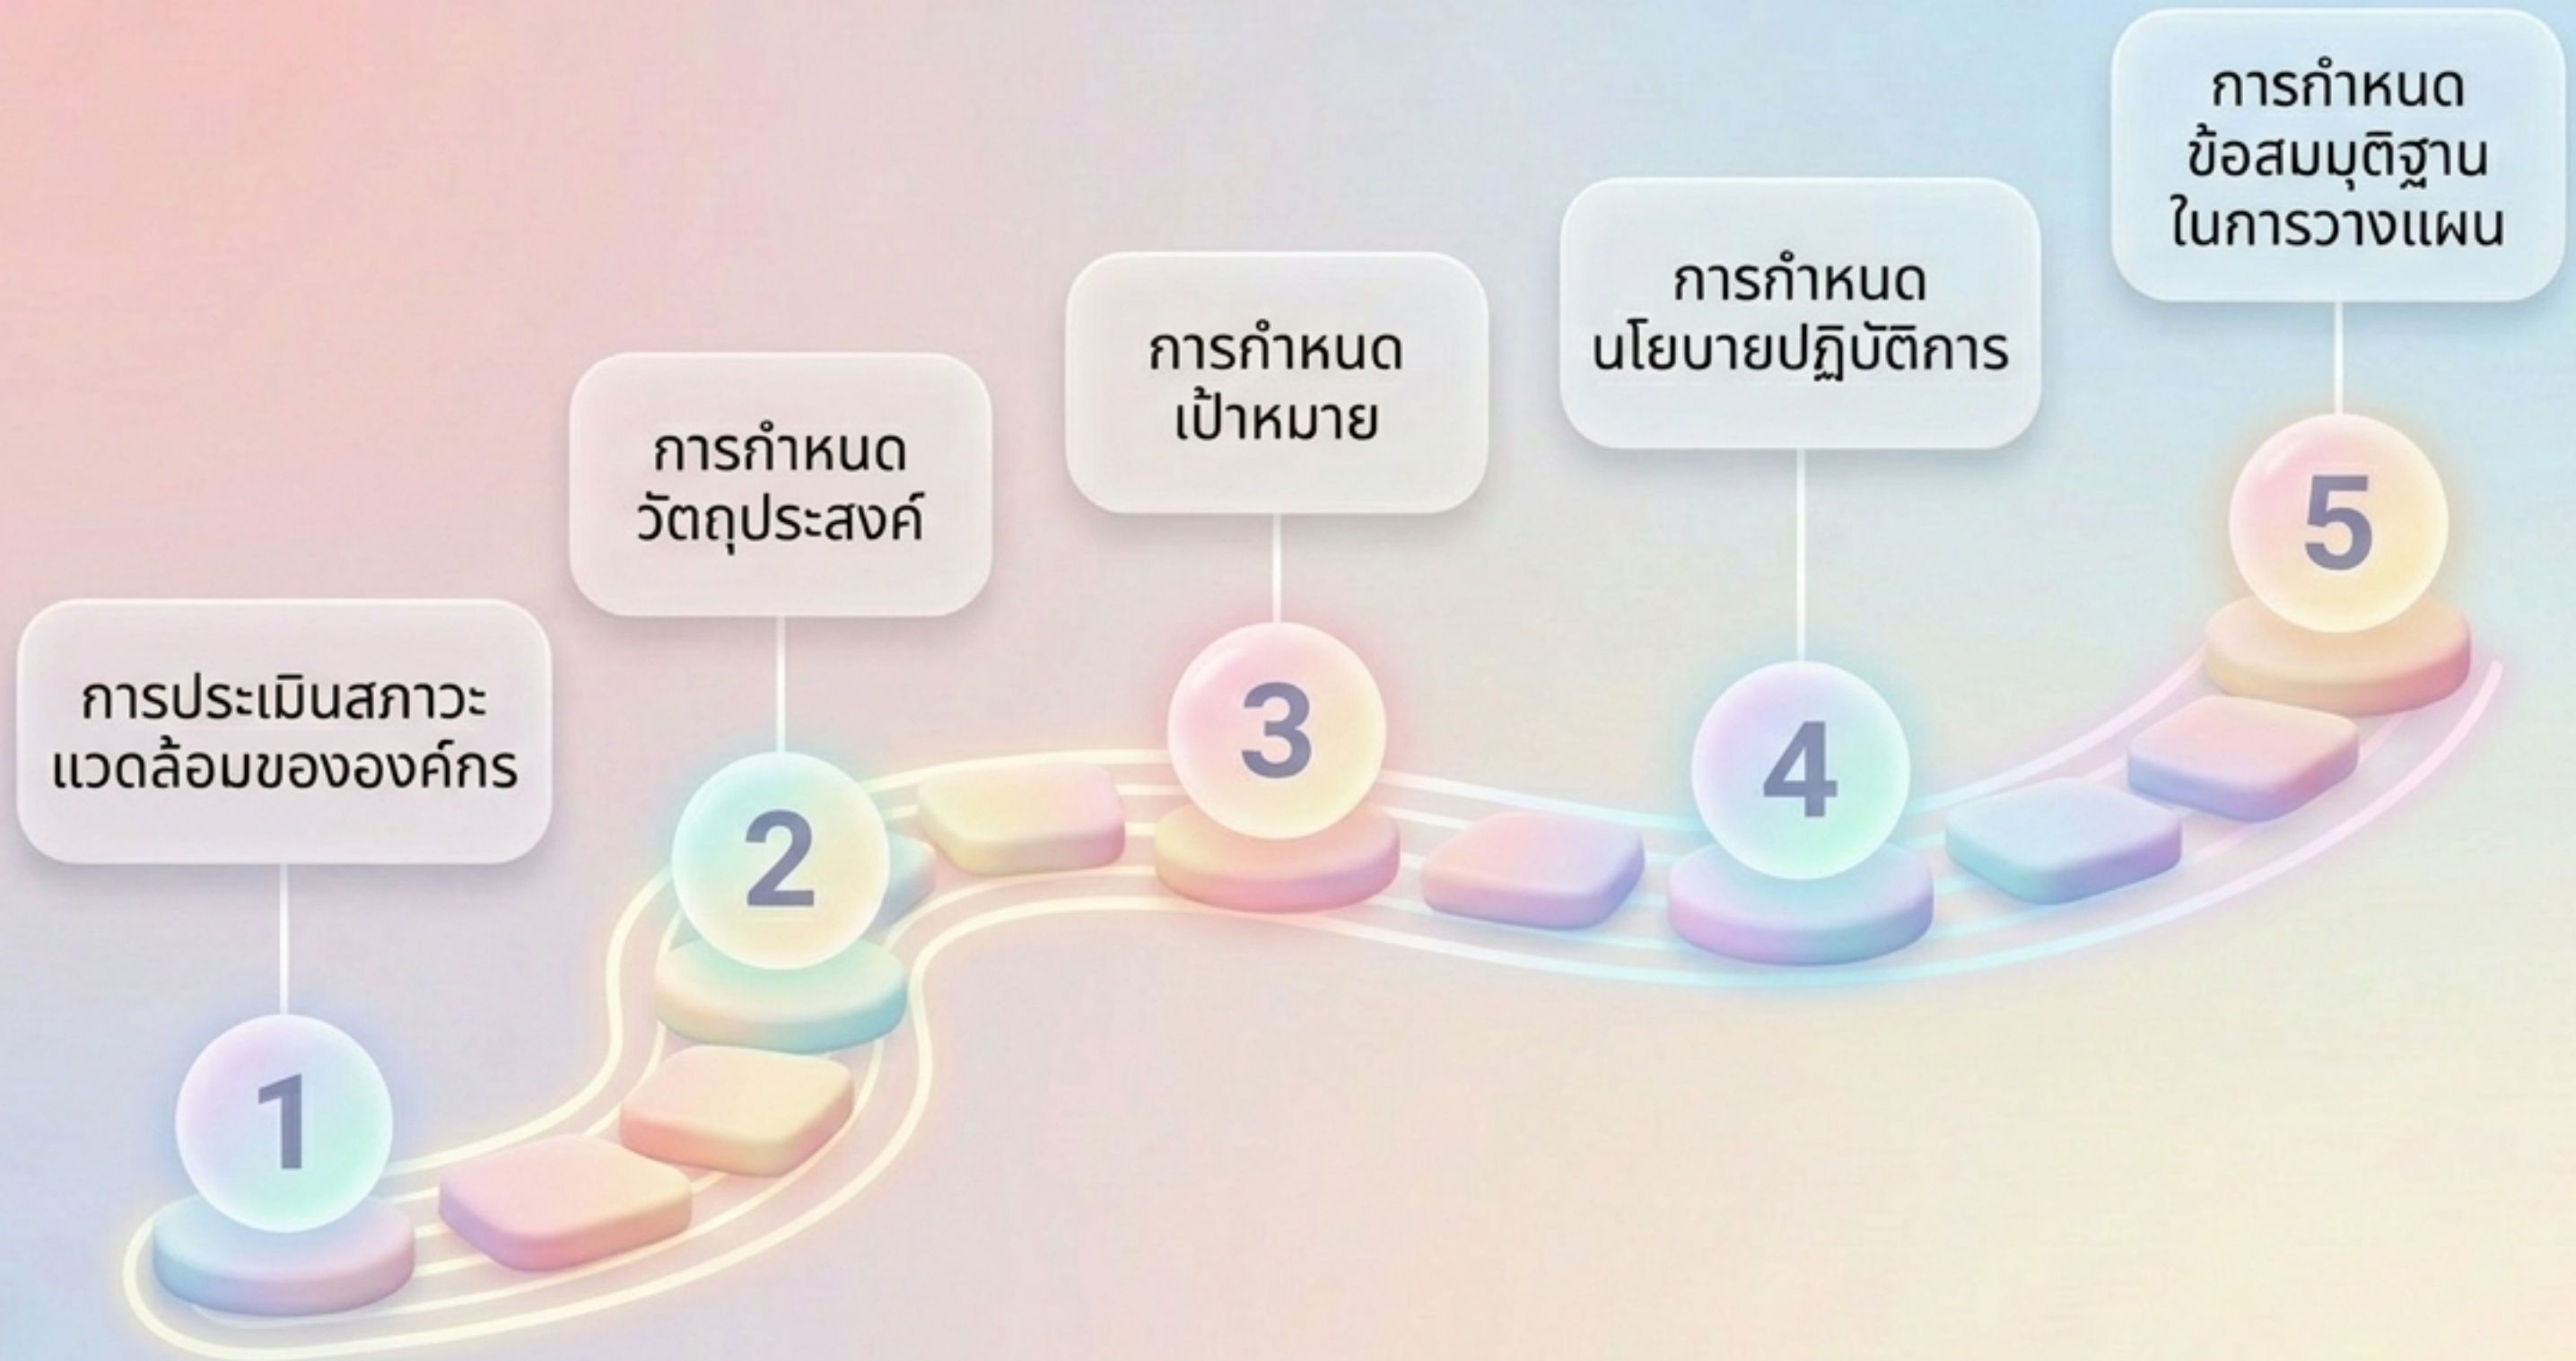 การประเมินสภาวะ
แวดล้อมขององค์กร
1
การกำหนด
วัตถุประสงค์
2
การกำหนด
เป้าหมาย
3
การกำหนด
นโยบายปฏิบัติการ
4
การกำหนด
ข้อสมมุติฐาน
ในการวางแผน
5